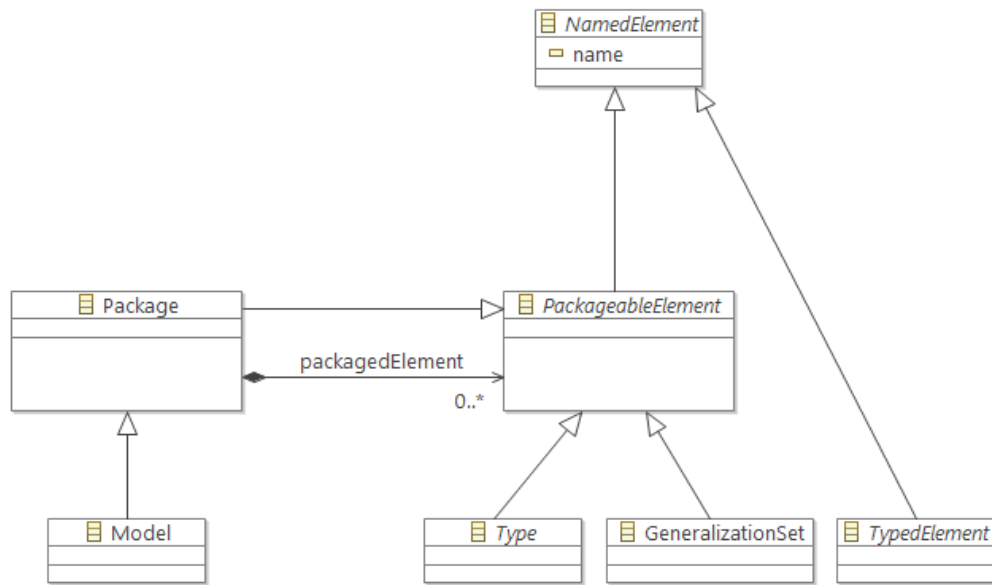 NamedElement
name
Package
PackageableElement
packagedElement
0..*
Model
Type
GeneralizationSet
TypedElement